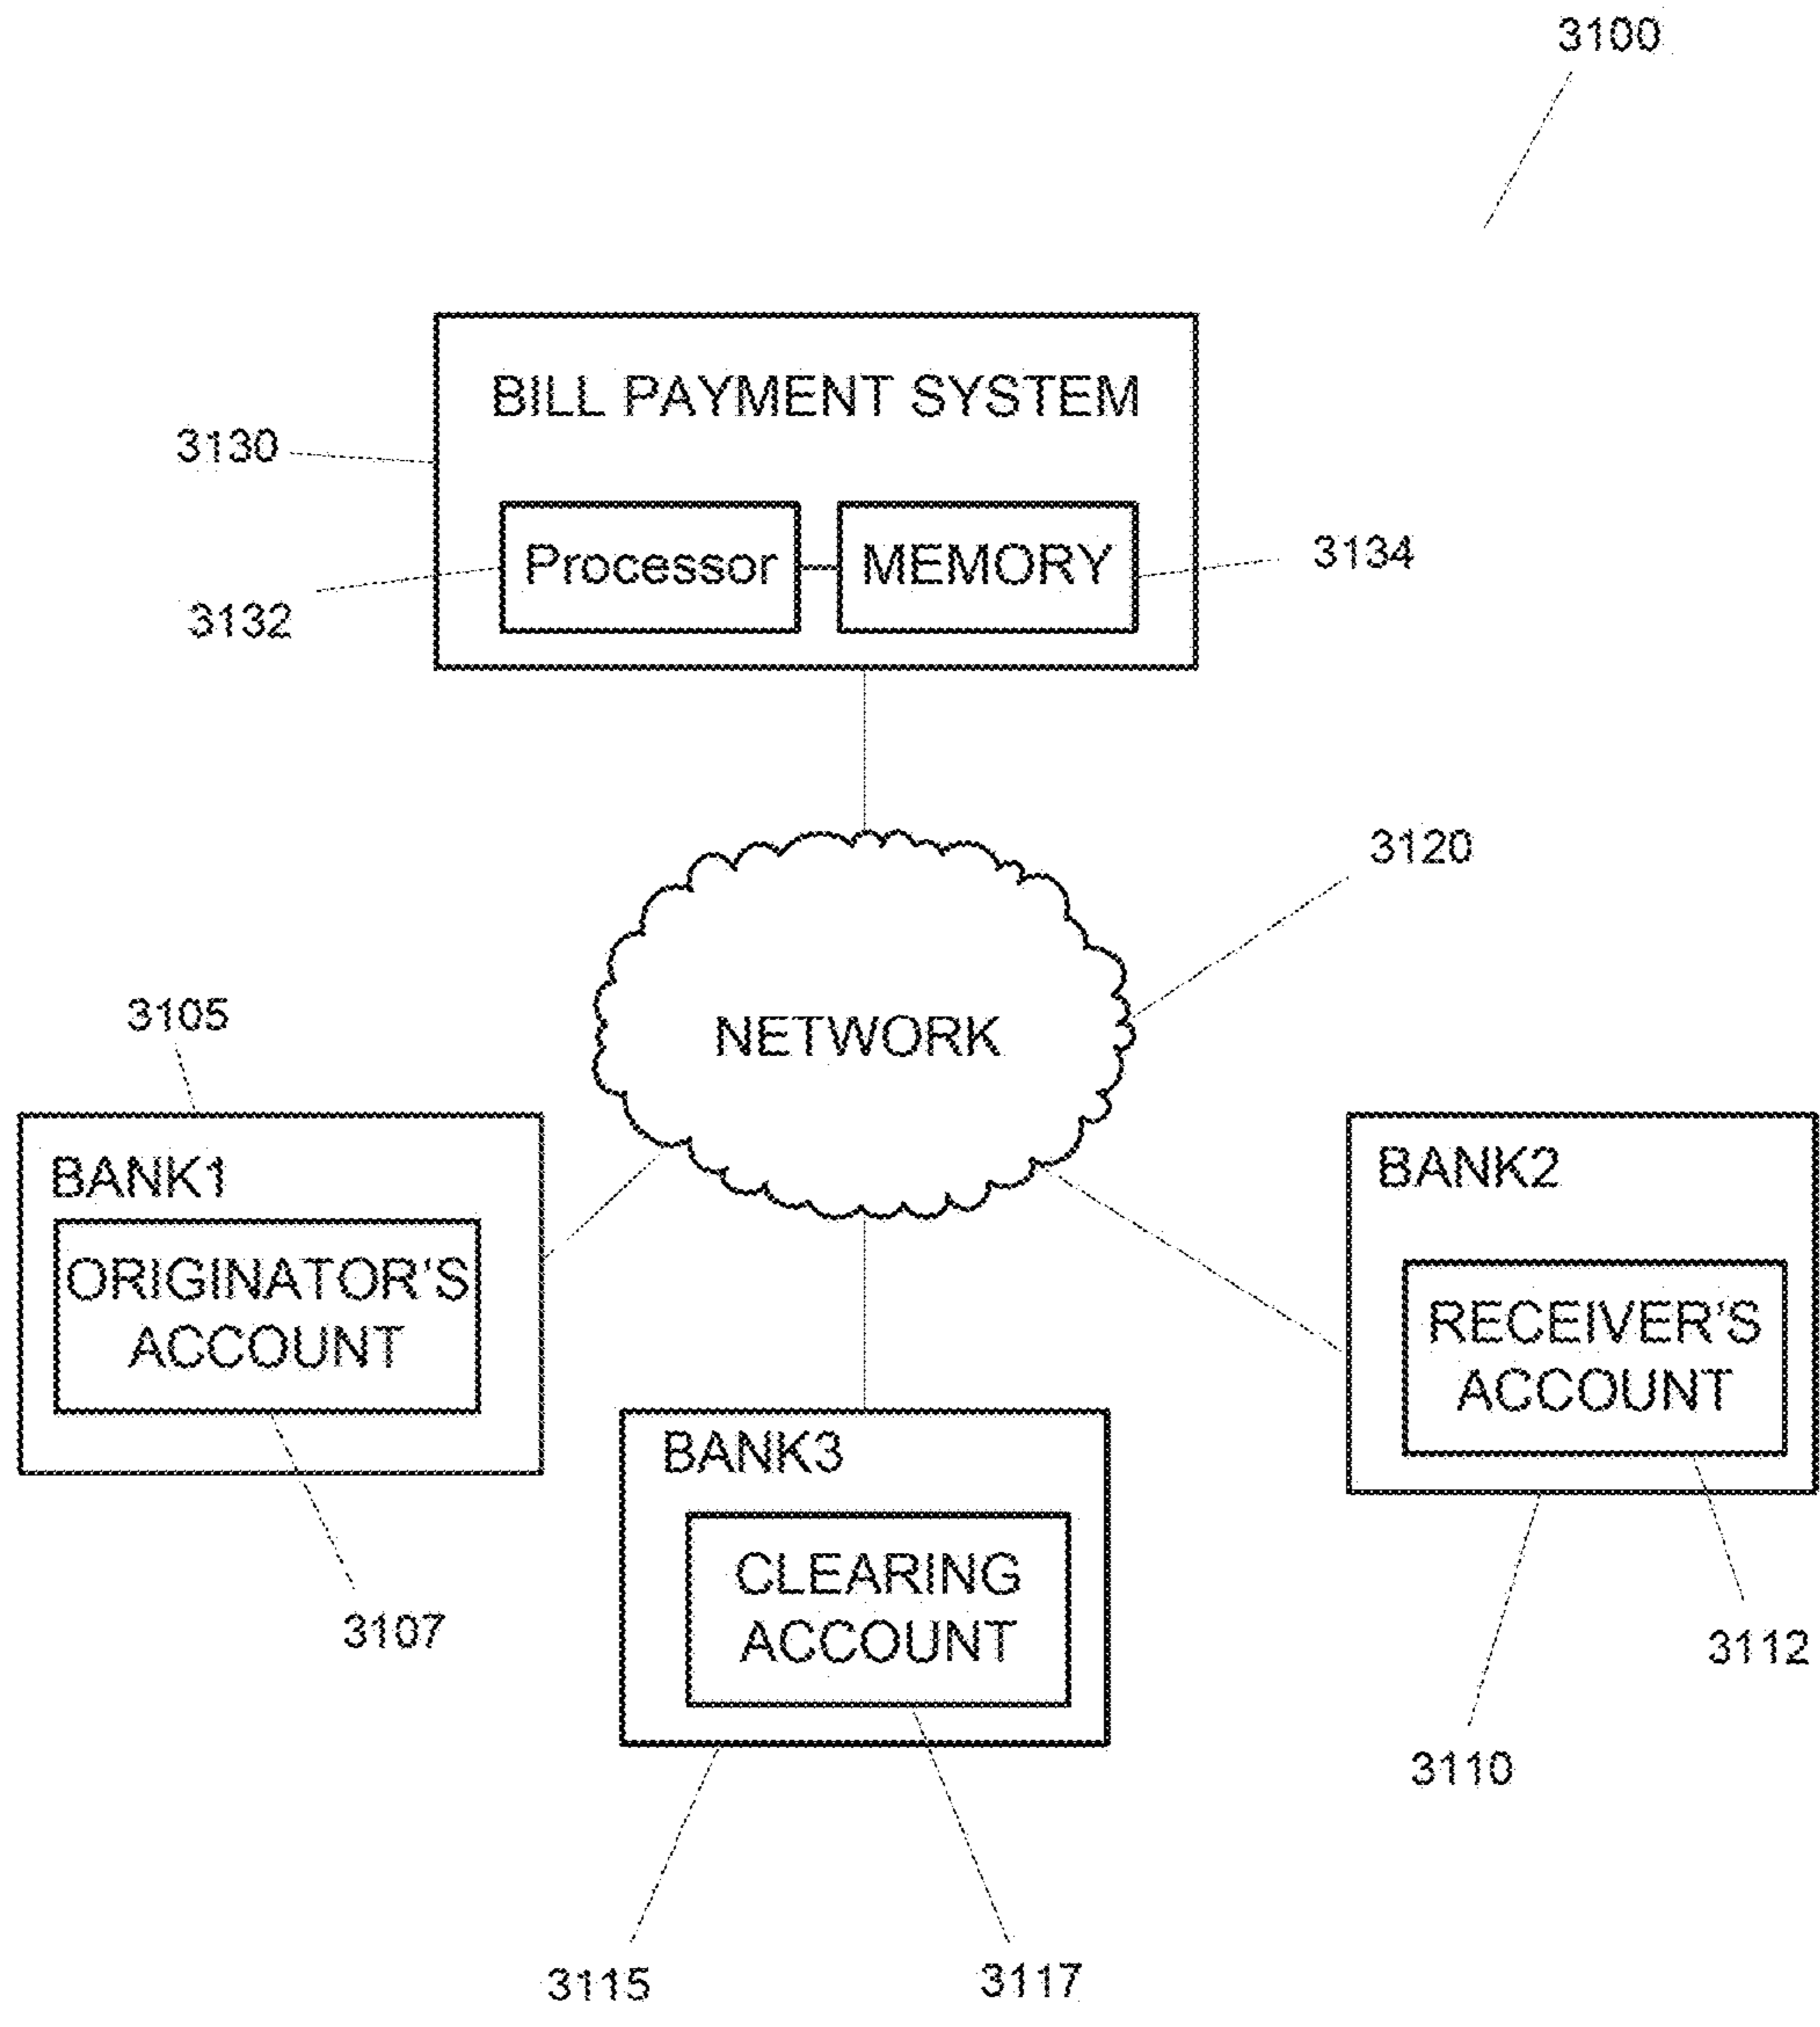 3100
BILL PAYMENT SYSTEM
3130
Processor
MEMORY
3134
3132
3120
NETWORK
3105
BANK1
ORIGINATOR'S
ACCOUNT
BANK2
RECEIVER'S
ACCOUNT
BANK3
CLEARING
ACCOUNT
3107
3112
3110
3115
3117